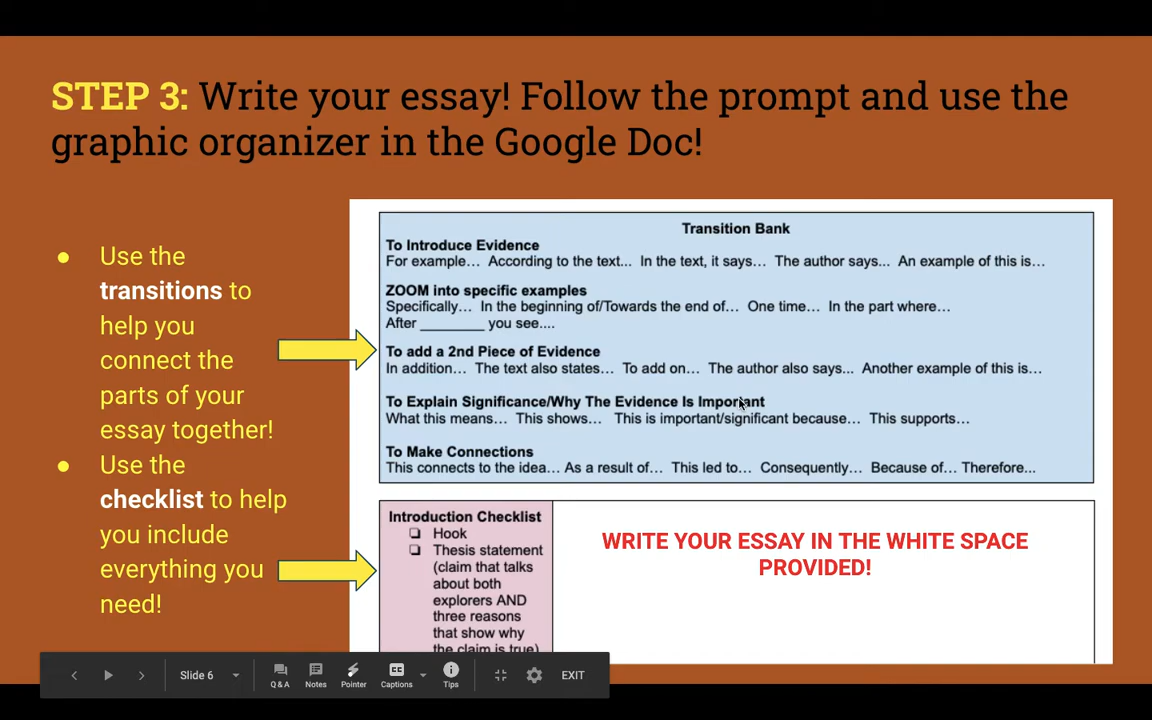 STEP 3: Write your essay! Follow the prompt and use the
graphic organizer in the Google Doc!
● Use the
transitions to
help you
connect the
parts of your
essay together!
● Use the
checklist to help
you include
everything you
need!
Transition Bank
To Introduce Evidence
For example... According to the text... In the text, it says... The author says... An example of this is...
ZOOM into specific examples
Specifically... In the beginning of/Towards the end of... One time... In the part where...
After ________ you see....
To add a 2nd Piece of Evidence
In addition... The text also states... To add on... The author also says... Another example of this is...
To Explain Significance/Why The Evidence Is Important
What this means... This shows... This is important/significant because... This supports...
To Make Connections
This connects to the idea... As a result of... This led to... Consequently... Because of... Therefore...
Introduction Checklist
❏ Hook
❏ Thesis statement
(claim that talks
about both
explorers AND
three reasons
that show why
the claim is true)
WRITE YOUR ESSAY IN THE WHITE SPACE
PROVIDED!
Slide 6
Q & A
Notes
Pointer
CC
Captions
Tips
EXIT